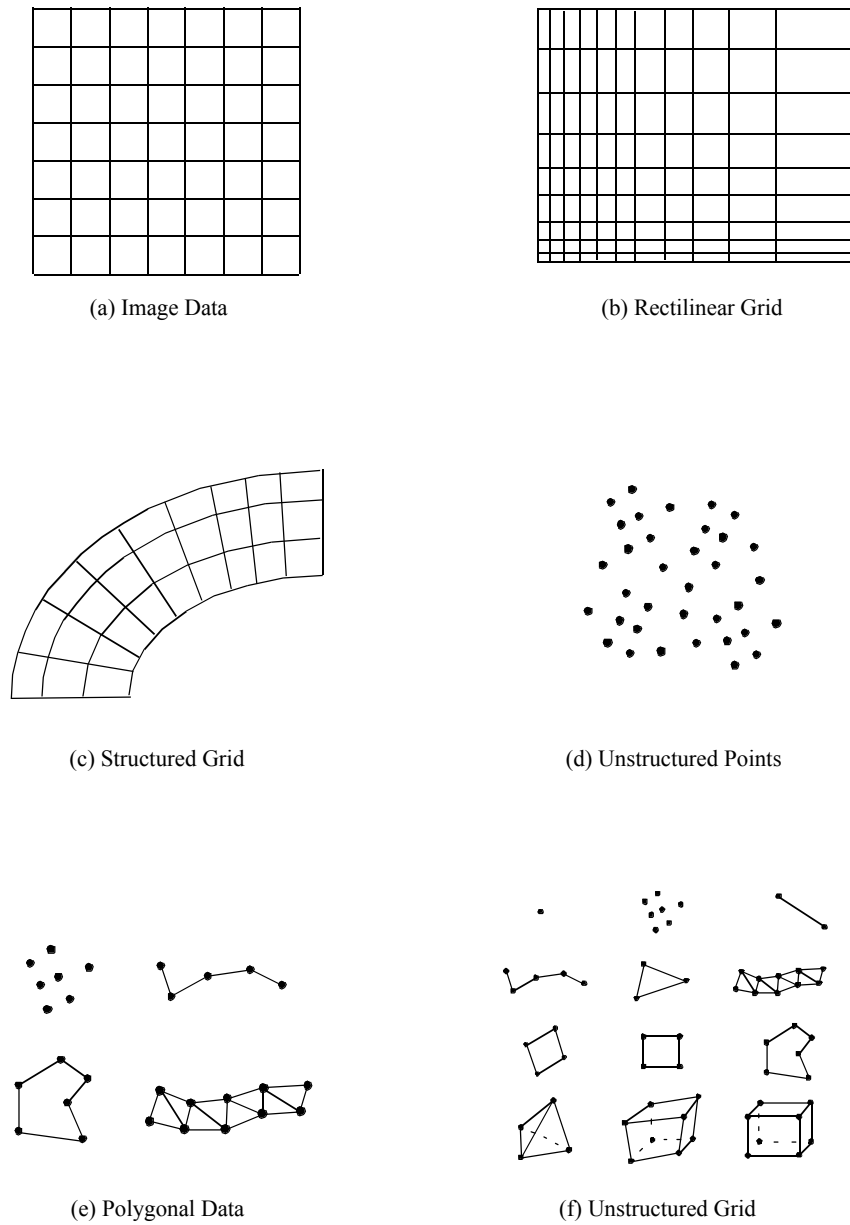 (a) Image Data
(b) Rectilinear Grid
(c) Structured Grid
(d) Unstructured Points
(e) Polygonal Data
(f) Unstructured Grid